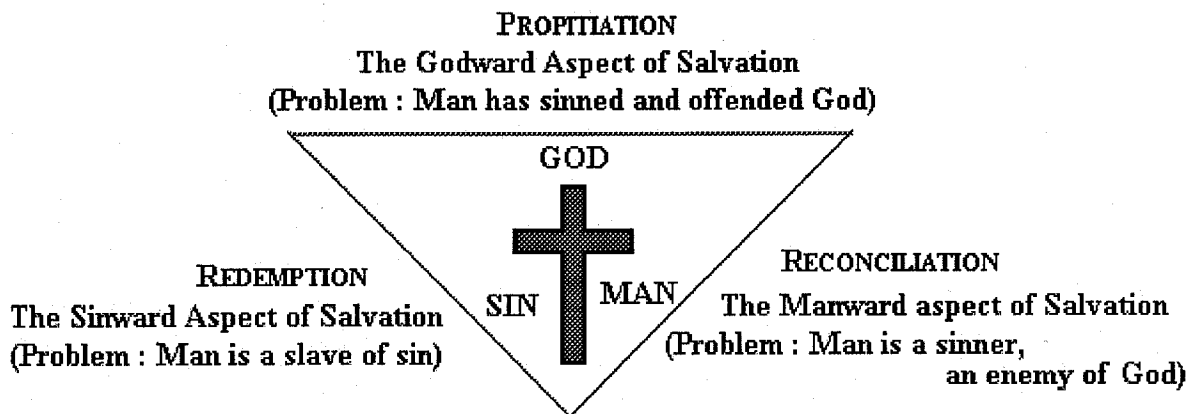 PROPITIATION
The Godward Aspect of Salvation
(Problem : Man has sinned and offended God)
GOD
REDEMPTION
The Sinward Aspect of Salvation
(Problem : Man is a slave of sin)
SIN
MAN
RECONCILIATION
The Manward aspect of Salvation
(Problem : Man is a sinner,
an enemy of God)